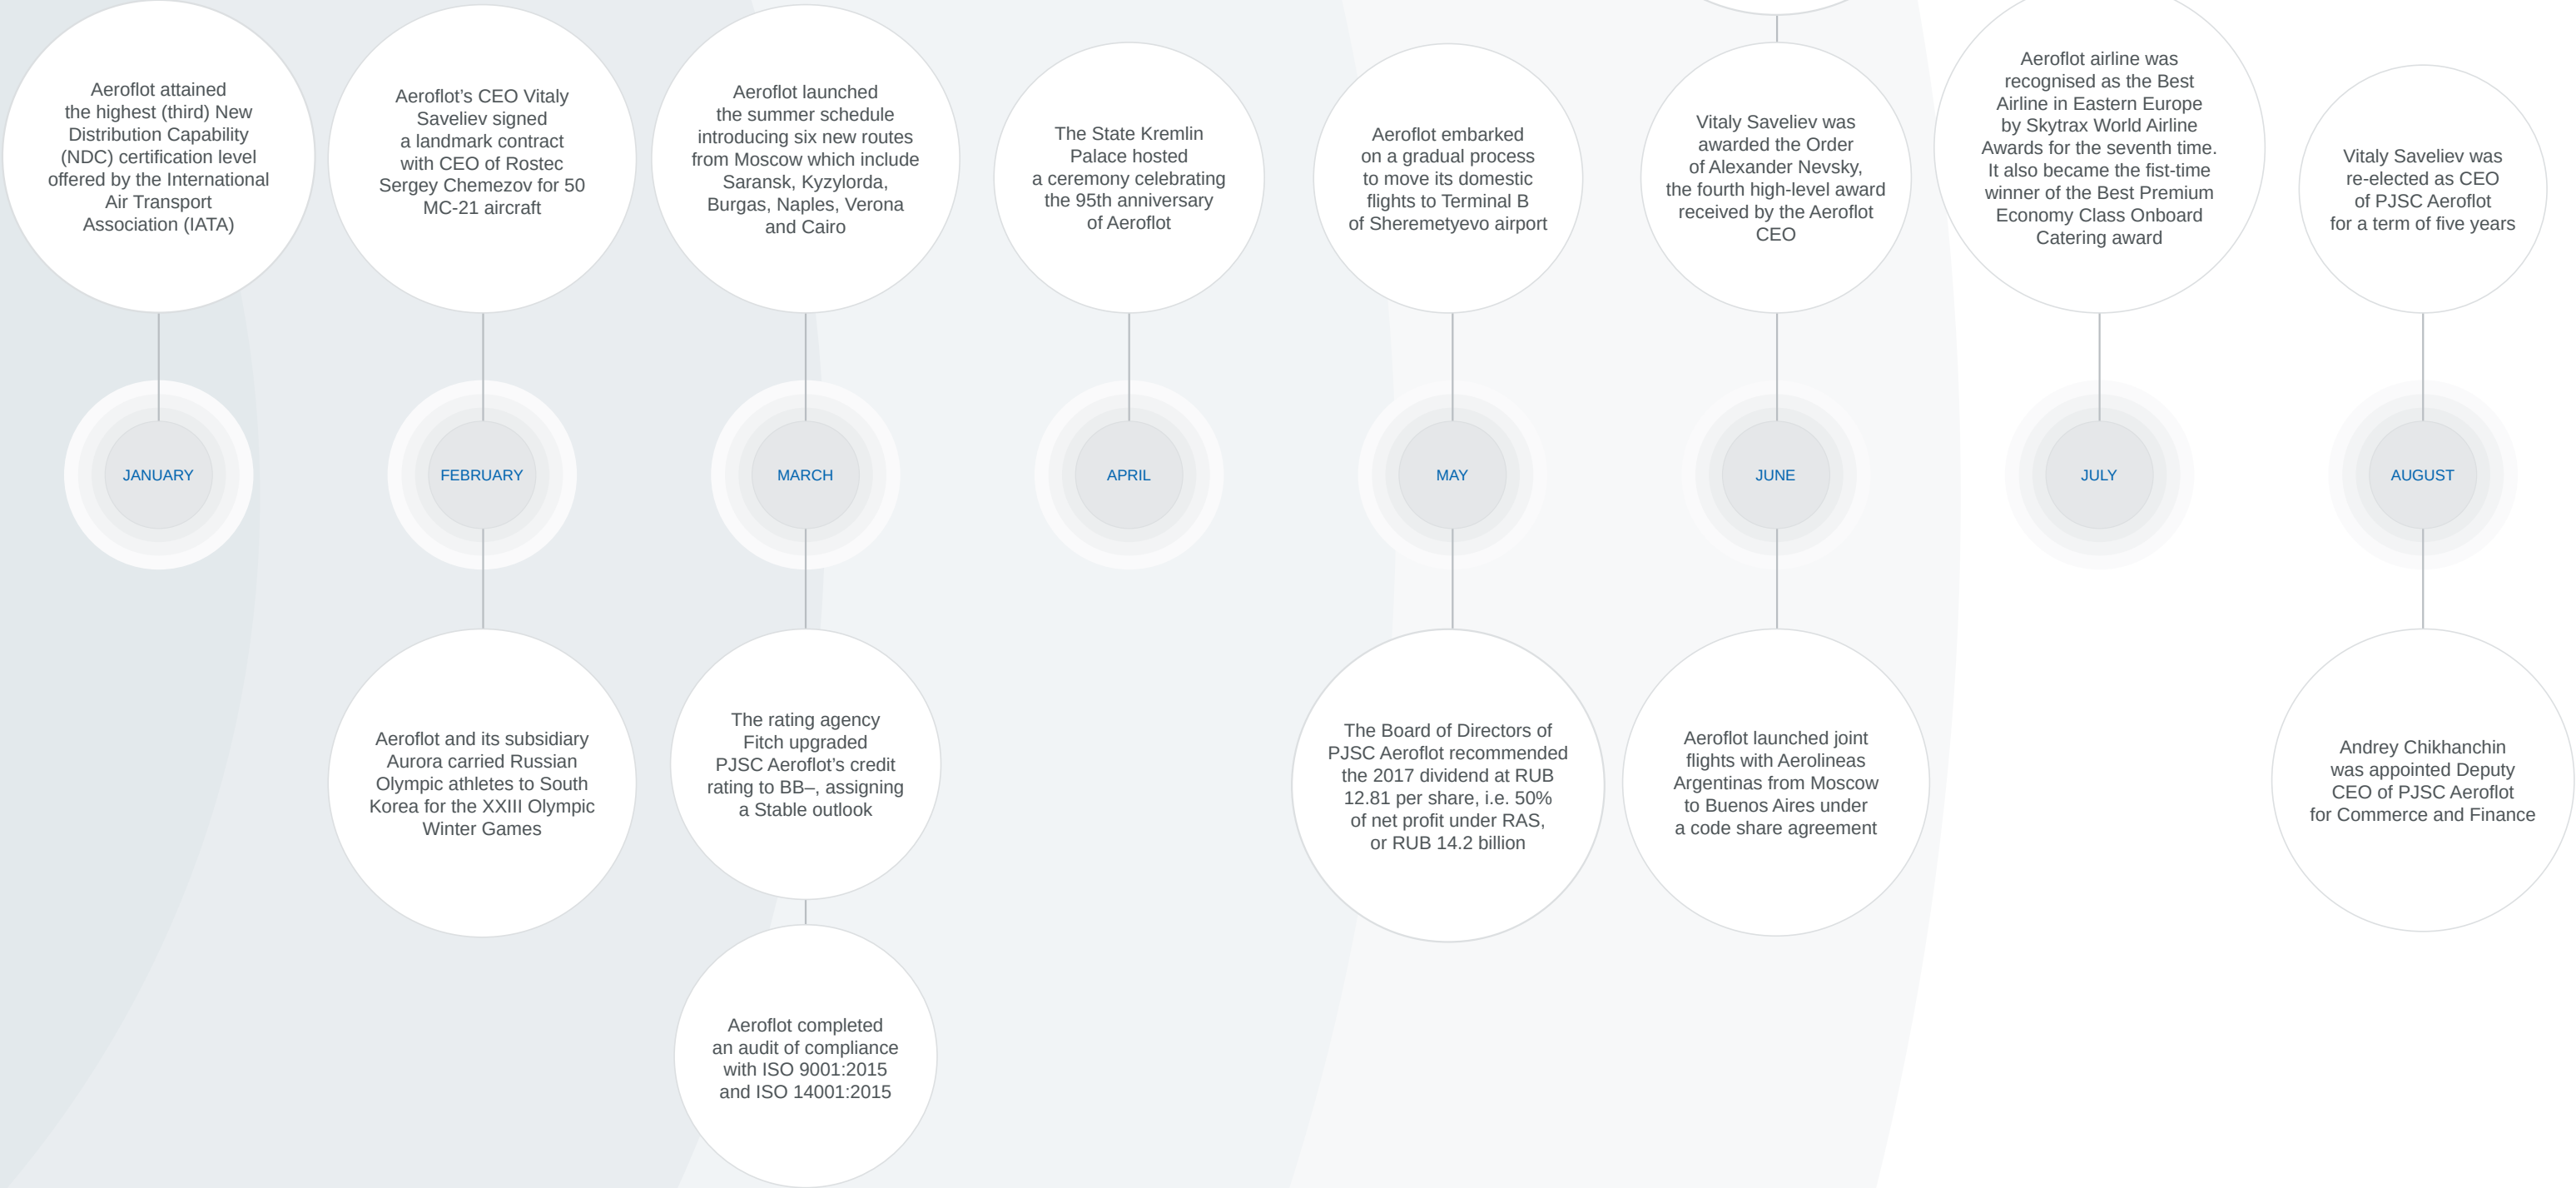 Aeroflot attained
the highest (third) New
Distribution Capability
(NDC) certification level
offered by the International
Air Transport
Association (IATA)
Aeroflot’s CEO Vitaly
Saveliev signed
a landmark contract
with CEO of Rostec
Sergey Chemezov for 50
MC-21 aircraft
Aeroflot launched
the summer schedule
introducing six new routes
from Moscow which include
Saransk, Kyzylorda,
Burgas, Naples, Verona
and Cairo
The State Kremlin
Palace hosted
a ceremony celebrating
the 95th anniversary
of Aeroflot
Aeroflot embarked
on a gradual process
to move its domestic
flights to Terminal B
of Sheremetyevo airport
Vitaly Saveliev was
awarded the Order
of Alexander Nevsky,
the fourth high-level award
received by the Aeroflot
CEO
Aeroflot airline was
recognised as the Best
Airline in Eastern Europe
by Skytrax World Airline
Awards for the seventh time.
It also became the fist-time
winner of the Best Premium
Economy Class Onboard
Catering award
Vitaly Saveliev was
re-elected as CEO
of PJSC Aeroflot
for a term of five years
JANUARY
FEBRUARY
MARCH
APRIL
MAY
JUNE
JULY
AUGUST
Aeroflot and its subsidiary
Aurora carried Russian
Olympic athletes to South
Korea for the XXIII Olympic
Winter Games
The rating agency
Fitch upgraded
PJSC Aeroflot’s credit
rating to BB–, assigning
a Stable outlook
The Board of Directors of
PJSC Aeroflot recommended
the 2017 dividend at RUB
12.81 per share, i.e. 50%
of net profit under RAS,
or RUB 14.2 billion
Aeroflot launched joint
flights with Aerolineas
Argentinas from Moscow
to Buenos Aires under
a code share agreement
Andrey Chikhanchin
was appointed Deputy
CEO of PJSC Aeroflot
for Commerce and Finance
Aeroflot completed
an audit of compliance
with ISO 9001:2015
and ISO 14001:2015